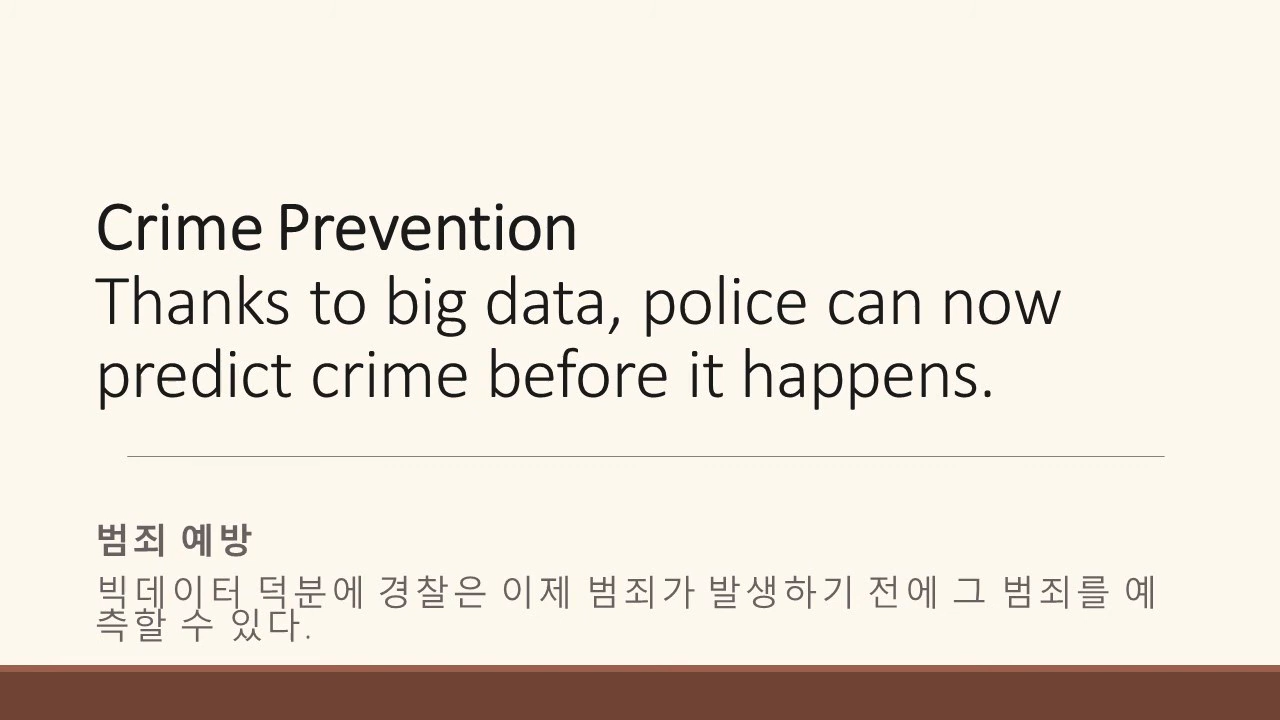 Crime Prevention
Thanks to big data, police can now
predict crime before it happens.
범죄 예방
빅데이터 덕분에 경찰은 이제 범죄가 발생하기 전에 그 범죄를 예
측할 수 있다.